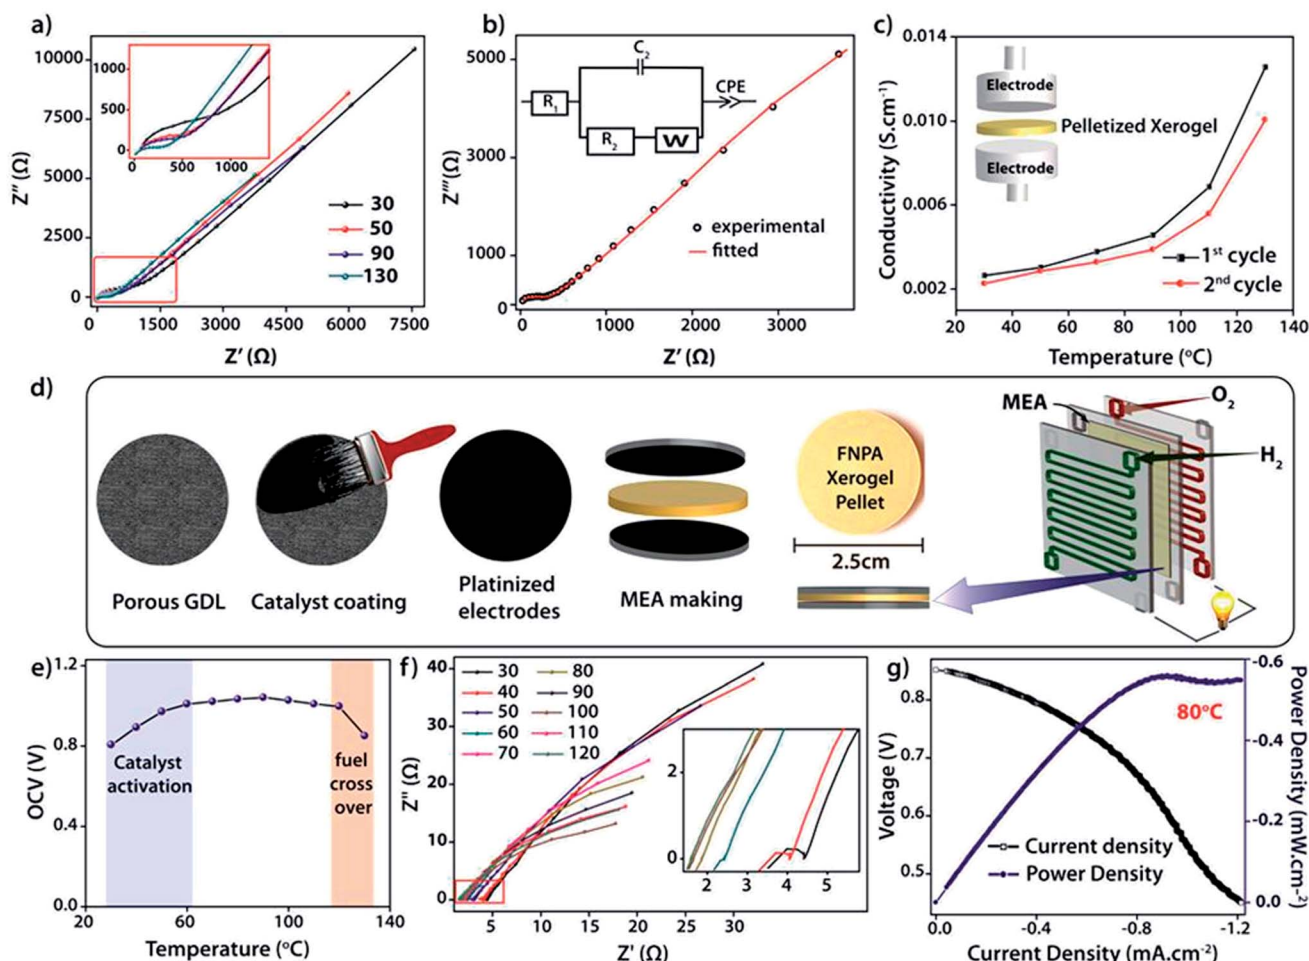 a)
10000
7500
5000
2500
0
Z'' (Ω)
1000
500
0
0 500 1000
30
50
90
130
0 1500 3000 4500 6000 7500
Z' (Ω)
b)
5000
3000
1000
0
Z''' (Ω)
C2
R1
CPE
R2
W
experimental
fitted
0 1000 2000 3000
Z' (Ω)
c)
0.014
0.010
0.006
0.002
Conductivity (S.cm-1)
Electrode
Pelletized Xerogel
Electrode
1st cycle
2nd cycle
20 40 60 80 100 120 140
Temperature (oC)
d)
Porous GDL
Catalyst coating
Platinized
electrodes
MEA making
FNPA
Xerogel
Pellet
2.5cm
MEA
O2
H2
e)
1.2
0.8
0.4
0.0
OCV (V)
Catalyst
activation
fuel
cross
over
20 60 100 140
Temperature (oC)
f)
40
30
20
10
0
Z'' (Ω)
30 80
40 90
50 100
60 110
70 120
2
0
2 3 4 5
5 10 15 20 25 30
Z' (Ω)
g)
0.8
0.7
0.6
0.5
Voltage (V)
80oC
Current density
Power Density
-0.6
-0.4
-0.2
0.0
Power Density (mW.cm-2)
0.0 -0.4 -0.8 -1.2
Current Density (mA.cm-2)